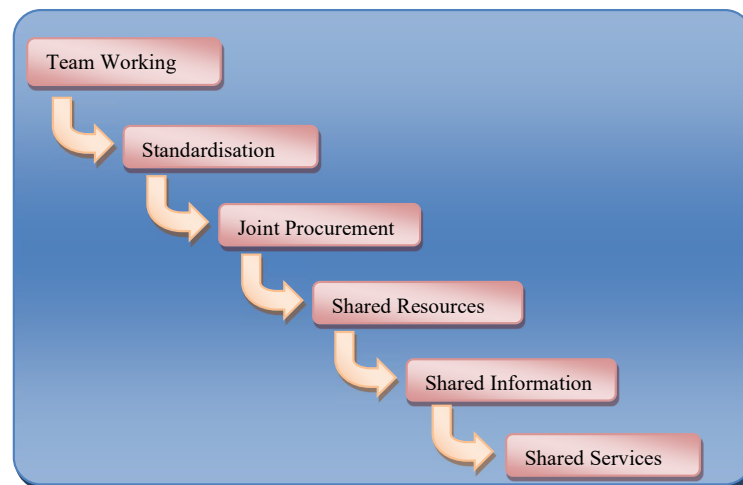 Team Working
Standardisation
Joint Procurement
Shared Resources
Shared Information
Shared Services